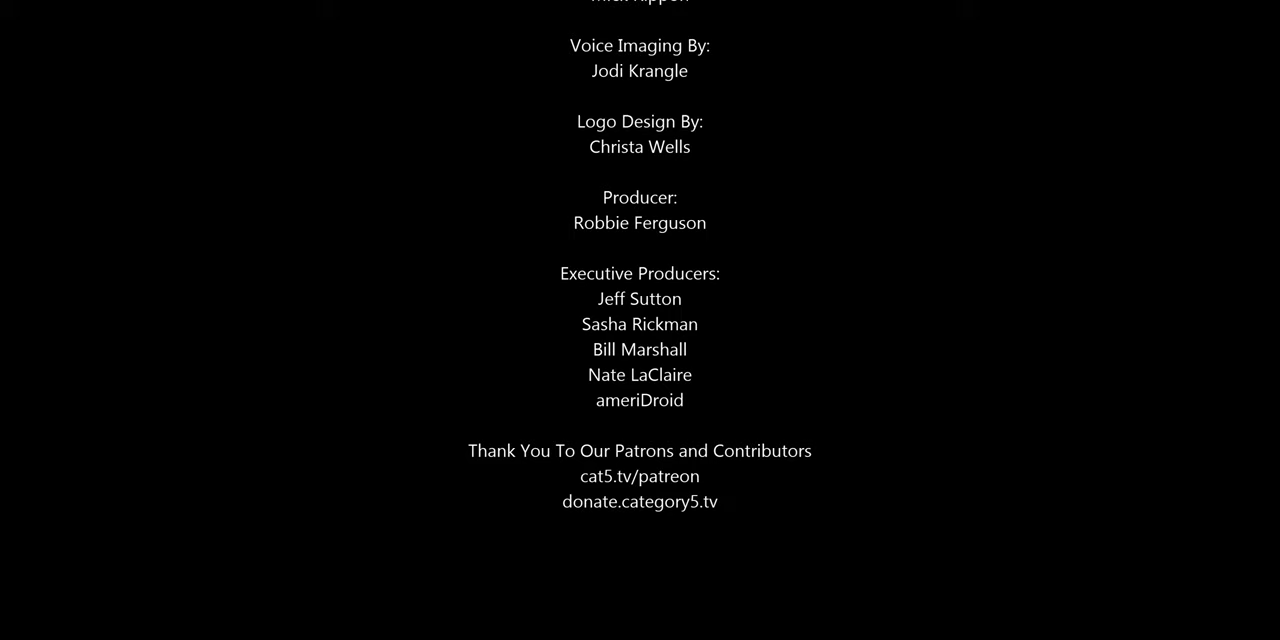 Voice Imaging By:
Jodi Krangle
Logo Design By:
Christa Wells
Producer:
Robbie Ferguson
Executive Producers:
Jeff Sutton
Sasha Rickman
Bill Marshall
Nate LaClaire
ameriDroid
Thank You To Our Patrons and Contributors
cat5.tv/patreon
donate.category5.tv